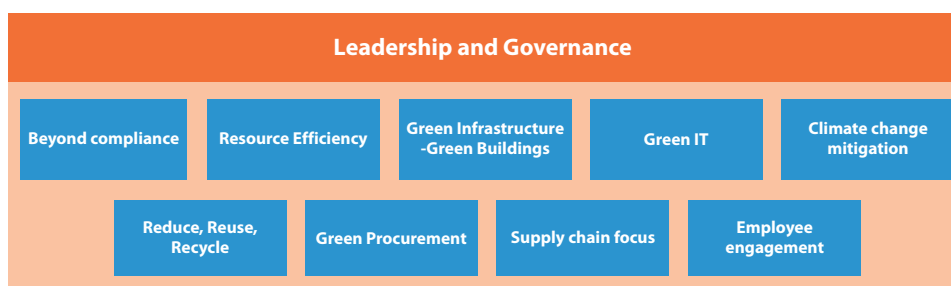 Leadership and Governance
Beyond compliance
Resource Efficiency
Green Infrastructure
-Green Buildings
Green IT
Climate change
mitigation
Reduce, Reuse,
Recycle
Green Procurement
Supply chain focus
Employee
engagement